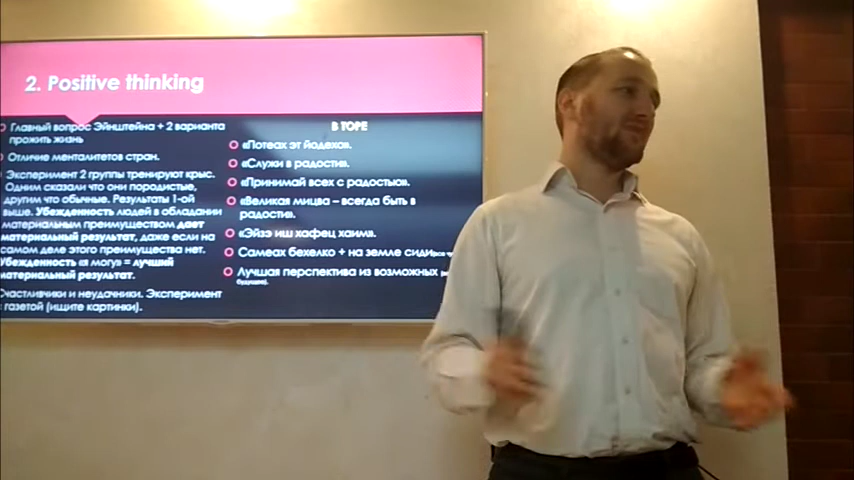 2. Positive thinking
Главный вопрос Эйнштейна + 2 варианта
прожить жизнь
Отличие менталитетов стран.
Эксперимент 2 группы тренируют крыс.
Одним сказали что они породистые,
другим что обычные. Результаты 1-ой
выше. Убежденность людей в обладании
материальным преимуществом дает
материальный результат, даже если на
самом деле этого преимущества нет.
Убежденность «я могу» = лучший
материальный результат.
Счастливчики и неудачники. Эксперимент
с газетой (ищите картинки).
В ТОРЕ
«Потеах эт йодехо».
«Служи в радости».
«Принимай всех с радостью».
«Великая мицва – всегда быть в
радости».
«Эйзэ иш хафец хаим».
Самеах бехелко + на земле сиди
Лучшая перспектива из возможных